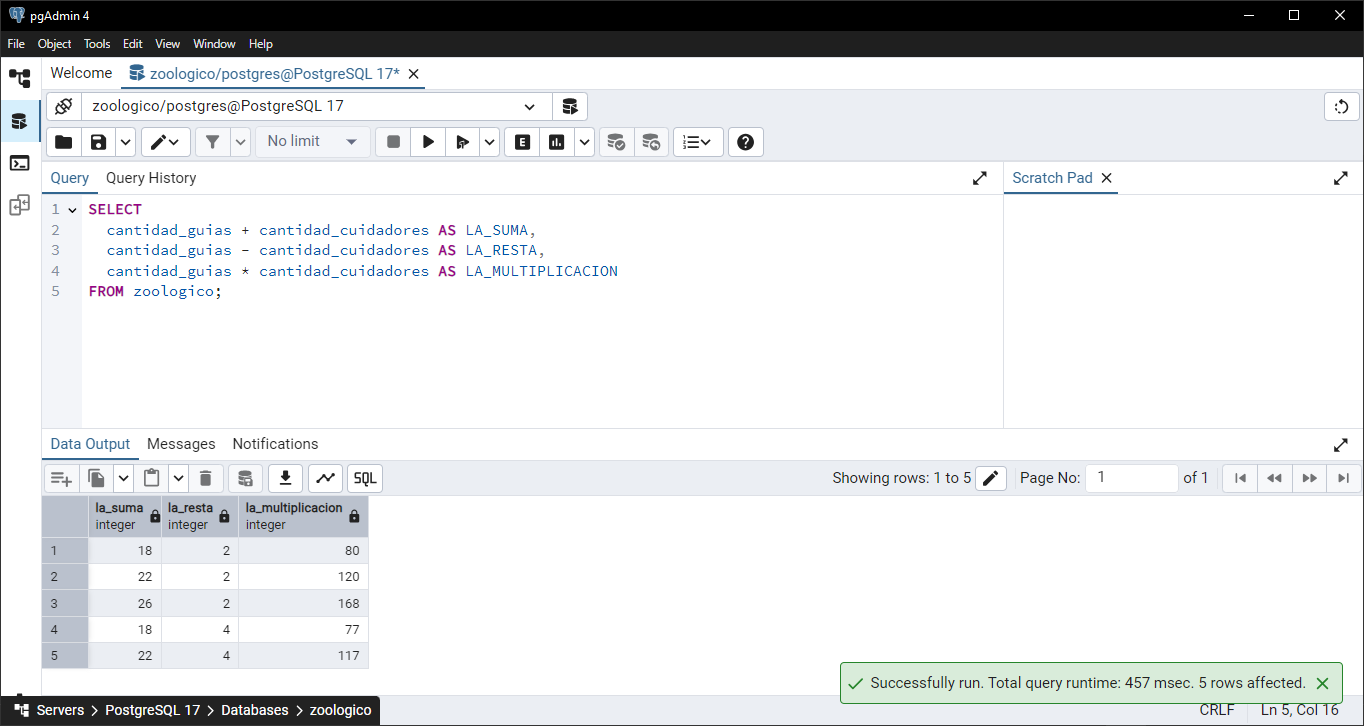 pgAdmin 4
File Object Tools Edit View Window Help
Welcome zoologico/postgres@PostgreSQL 17*
zoologico/postgres@PostgreSQL 17
No limit E
Query Query History Scratch Pad
1 SELECT
2 cantidad_guias + cantidad_cuidadores AS LA_SUMA,
3 cantidad_guias - cantidad_cuidadores AS LA_RESTA,
4 cantidad_guias * cantidad_cuidadores AS LA_MULTIPLICACION
5 FROM zoologico;
Data Output Messages Notifications
SQL Showing rows: 1 to 5 Page No: 1 of 1
la_suma la_resta la_multiplicacion
integer integer integer
1 18 2 80
2 22 2 120
3 26 2 168
4 18 4 77
5 22 4 117
Successfully run. Total query runtime: 457 msec. 5 rows affected.
Servers PostgreSQL 17 Databases zoologico CRLF Ln 5, Col 16